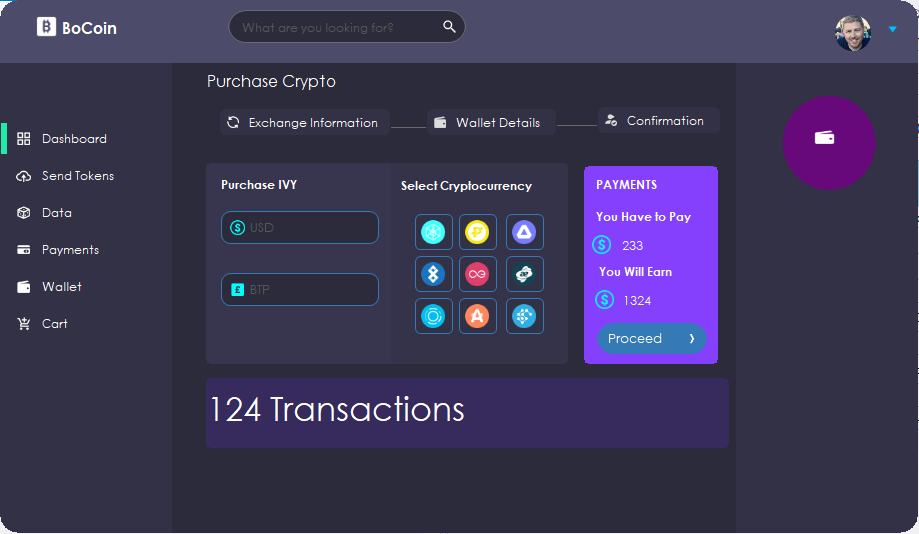 BoCoin
What are you looking for?
Purchase Crypto
Exchange Information
Wallet Details
Confirmation
Dashboard
Send Tokens
Data
Payments
Wallet
Cart
Purchase IVY
USD
BTP
Select Cryptocurrency
PAYMENTS
You Have to Pay
233
You Will Earn
1324
Proceed
124 Transactions